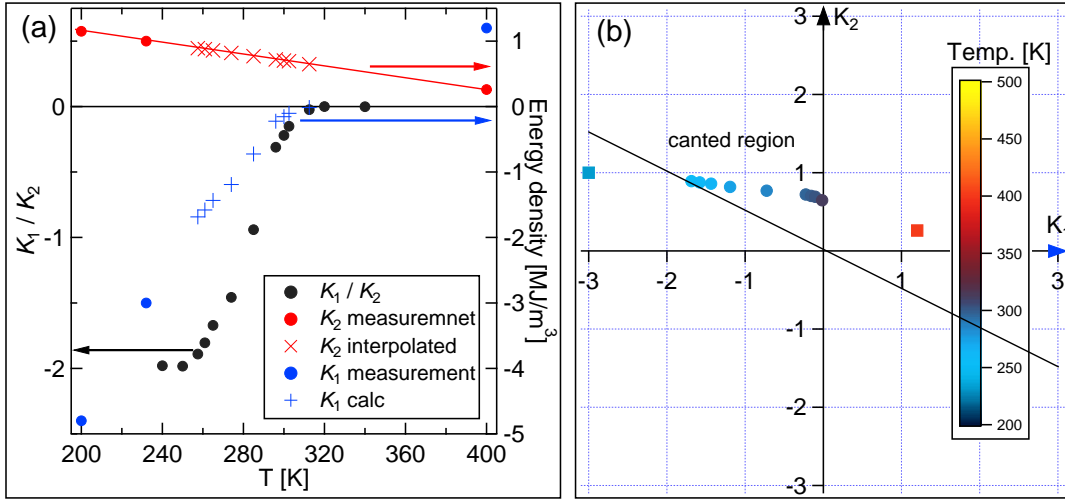 (a)
1
0
0
-1
-1
-2
-3
-2
-4
-5
K1 / K2
Energy density [MJ/m3]
K1 / K2
K2 measuremnet
K2 interpolated
K1 measurement
K1 calc
200
240
280
320
360
400
T [K]
(b)
K2
3
2
1
-1
-2
-3
canted region
-3
-2
-1
1
3
Temp. [K]
500
450
400
350
300
250
200